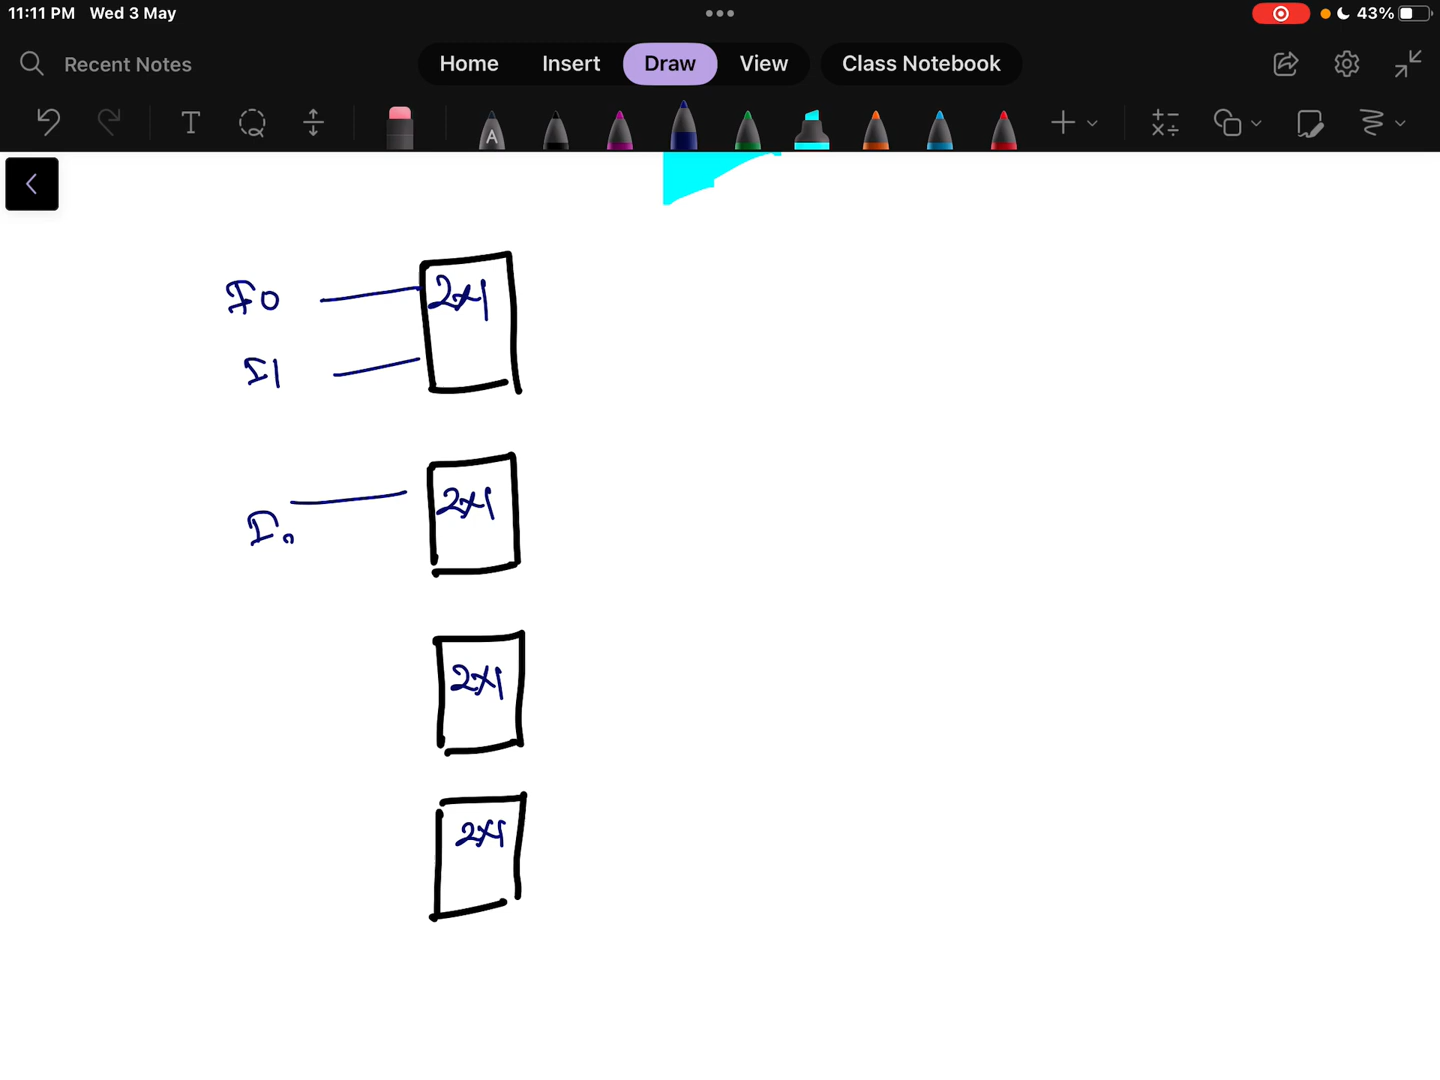 11:11 PM Wed 3 May
43%
Recent Notes
Home Insert Draw View Class Notebook
T
A
I0
2x1
I1
2x1
I0
2x1
2x1